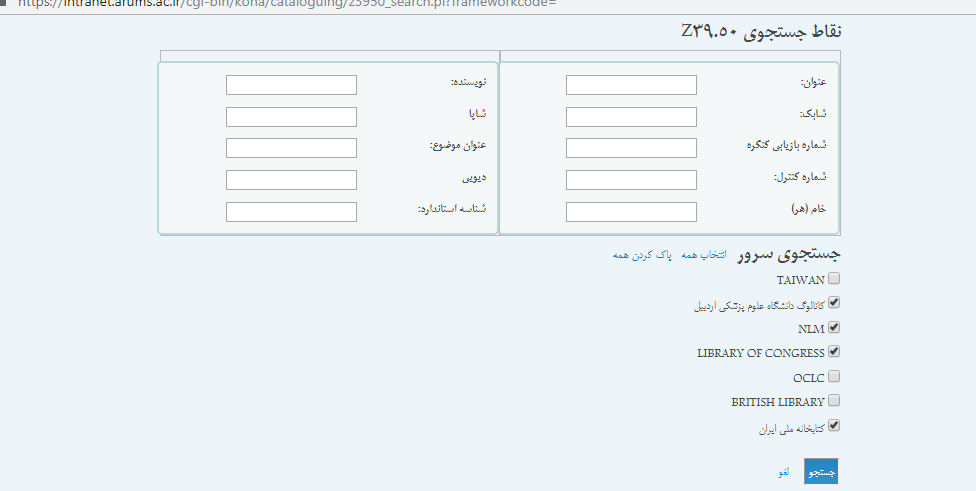 https://intranet.arums.ac.ir/cgi-bin/koha/cataloguing/z3950_search.pl?frameworkcode=
نقاط جستجوی Z۳۹.۵۰
عنوان:
شابک:
شماره بازیابی کنگره
شماره کنترل:
خام (هر)
نویسنده:
شاپا
عنوان موضوع:
دیویی
شناسه استاندارد:
جستجوی سرور انتخاب همه پاک کردن همه
TAIWAN
کاتالوگ دانشگاه علوم پزشکی اردبیل
NLM
LIBRARY OF CONGRESS
OCLC
BRITISH LIBRARY
کتابخانه ملی ایران
جستجو لغو